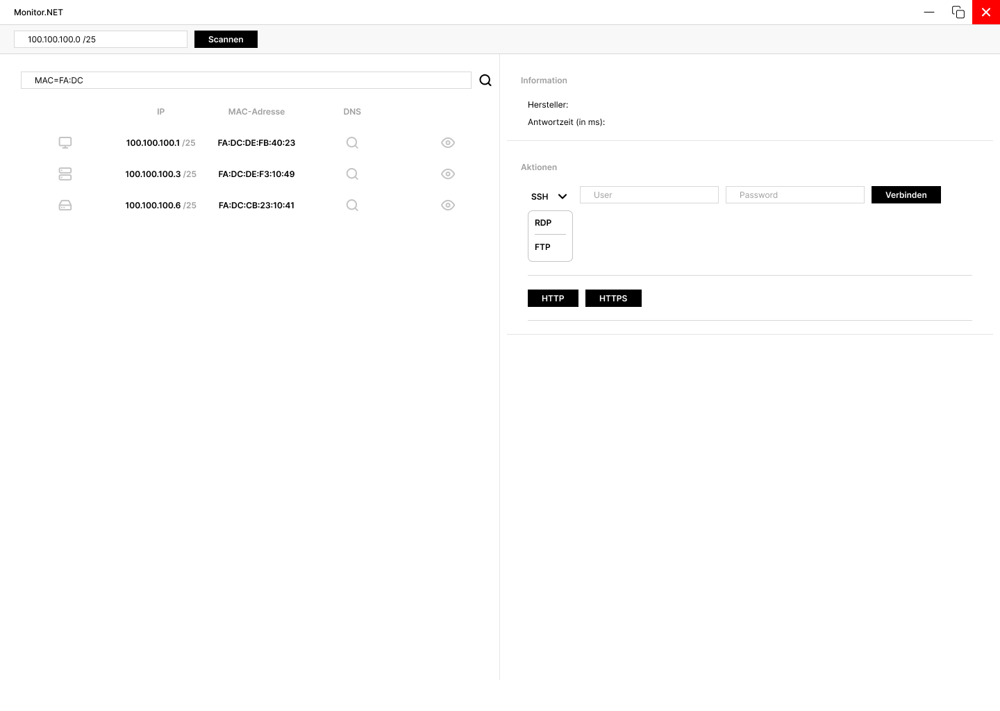 Monitor.NET
100.100.100.0 /25
Scannen
MAC=FA:DC
IP MAC-Adresse DNS
100.100.100.1 /25 FA:DC:DE:FB:40:23
100.100.100.3 /25 FA:DC:DE:F3:10:49
100.100.100.6 /25 FA:DC:CB:23:10:41
Information
Hersteller:
Antwortzeit (in ms):
Aktionen
SSH User Password Verbinden
RDP
FTP
HTTP HTTPS